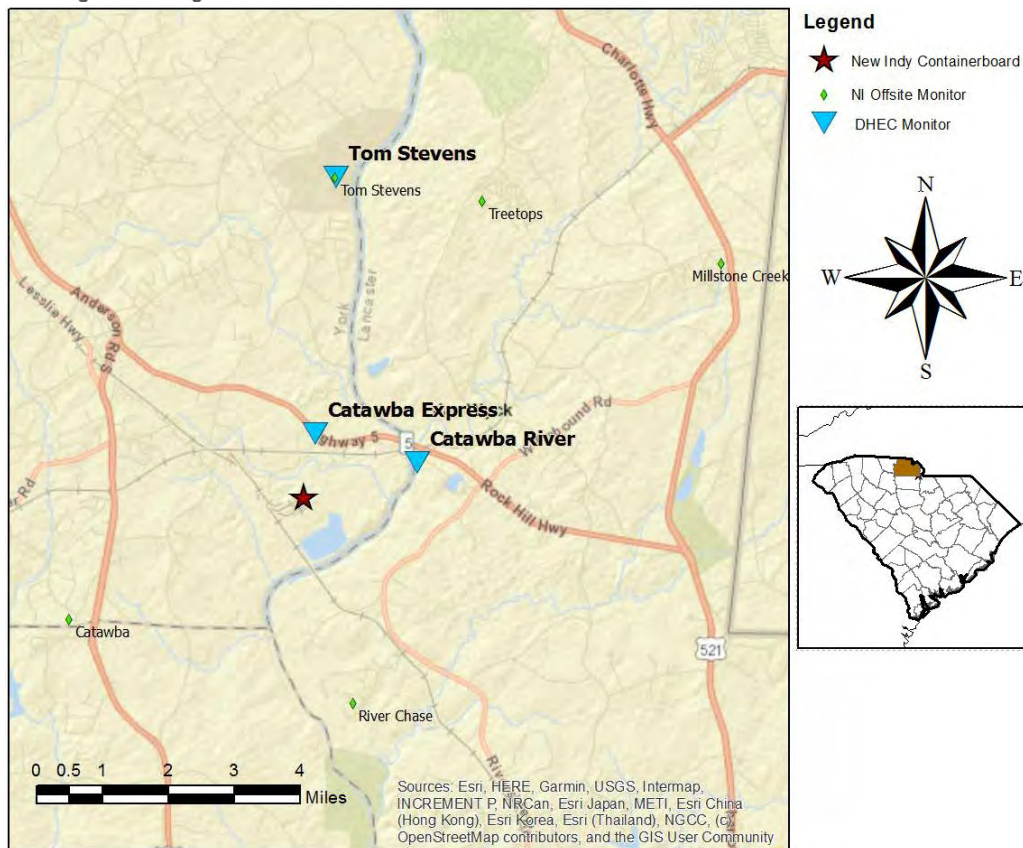 Legend
New Indy Containerboard
NI Offsite Monitor
DHEC Monitor
N
W
E
S
Charlotte Hwy
Tom Stevens
Tom Stevens
Treetops
Millstone Creek
York
Lancaster
Lesslie Hwy
Anderson Rd S
Catawba Express
ghway 5
5
Catawba River
Rock Hill Hwy
521
Catawba
River Chase
0 0.5 1 2 3 4
Miles
Sources: Esri, HERE, Garmin, USGS, Intermap,
INCREMENT P, NRCan, Esri Japan, METI, Esri China
(Hong Kong), Esri Korea, Esri (Thailand), NGCC, (c)
OpenStreetMap contributors, and the GIS User Community